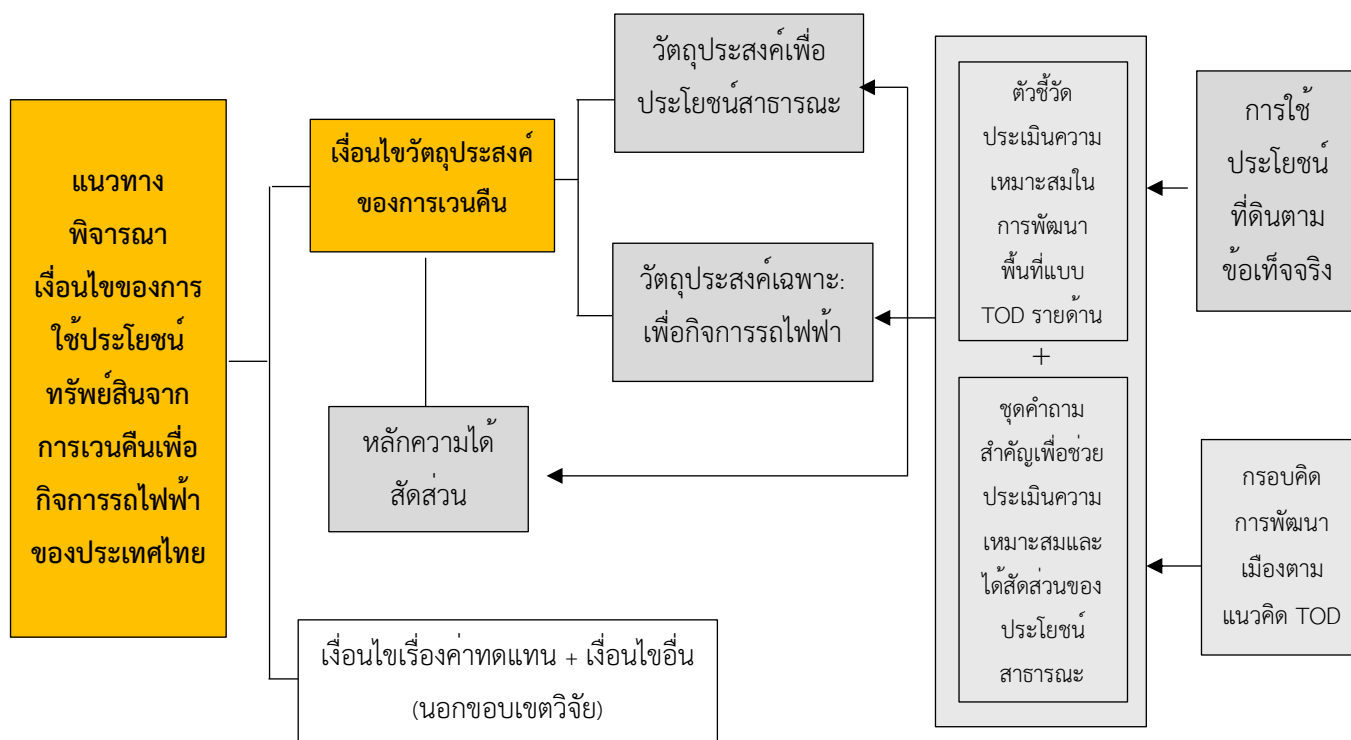 แนวทาง
พิจารณา
เงื่อนไขของการ
ใช้ประโยชน์
ทรัพย์สินจาก
การเวนคืนเพื่อ
กิจการรถไฟฟ้า
ของประเทศไทย
เงื่อนไขวัตถุประสงค์
ของการเวนคืน
หลักความได้
สัดส่วน
เงื่อนไขเรื่องค่าทดแทน + เงื่อนไขอื่น
(นอกขอบเขตวิจัย)
วัตถุประสงค์เพื่อ
ประโยชน์สาธารณะ
วัตถุประสงค์เฉพาะ:
เพื่อกิจการรถไฟฟ้า
ตัวชี้วัด
ประเมินความ
เหมาะสมใน
การพัฒนา
พื้นที่แบบ
TOD รายด้าน
+
ชุดคำถาม
สำคัญเพื่อช่วย
ประเมินความ
เหมาะสมและ
ได้สัดส่วนของ
ประโยชน์
สาธารณะ
การใช้
ประโยชน์
ที่ดินตาม
ข้อเท็จจริง
กรอบคิด
การพัฒนา
เมืองตาม
แนวคิด TOD